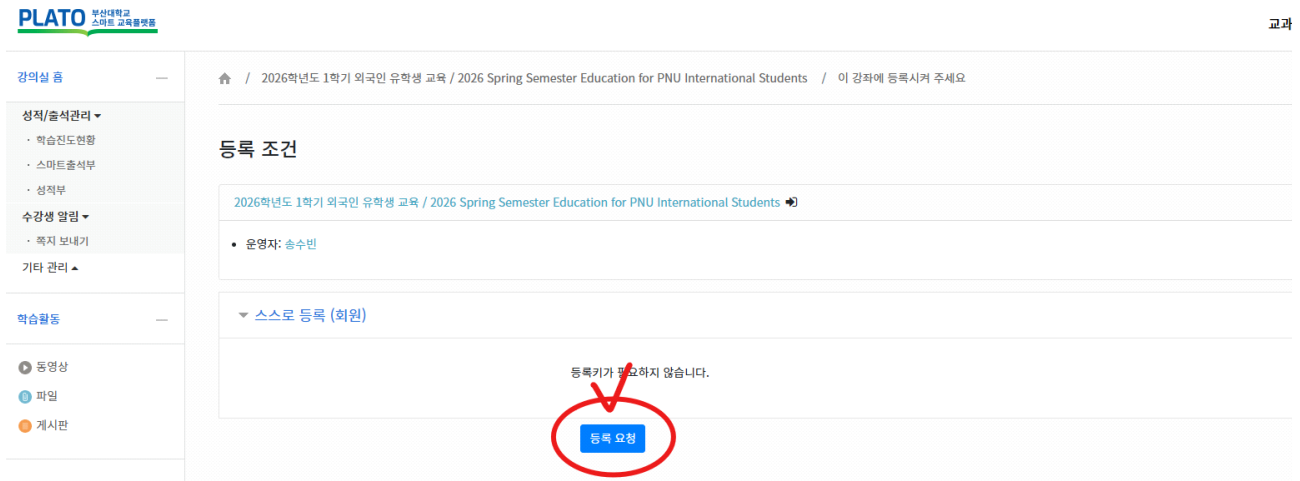 PLATO 부산대학교
스마트 교육플랫폼
교과
강의실 홈
성적/출석관리
· 학습진도현황
· 스마트출석부
· 성적부
수강생 알림
· 쪽지 보내기
기타 관리
학습활동
동영상
파일
게시판
/ 2026학년도 1학기 외국인 유학생 교육 / 2026 Spring Semester Education for PNU International Students / 이 강좌에 등록시켜 주세요
등록 조건
2026학년도 1학기 외국인 유학생 교육 / 2026 Spring Semester Education for PNU International Students
• 운영자: 송수빈
스스로 등록 (회원)
등록키가 필요하지 않습니다.
등록 요청